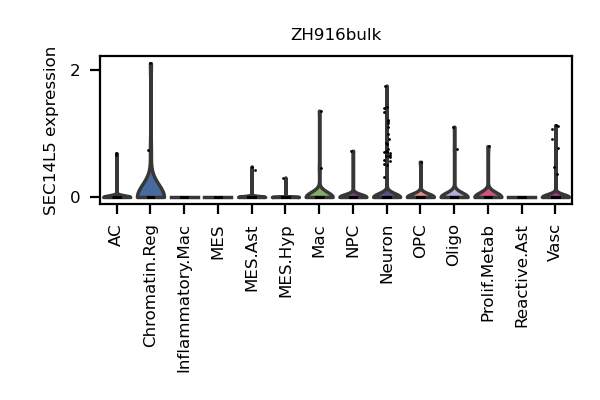 ZH916bulk
SEC14L5 expression
2
0
AC
Chromatin.Reg
Inflammatory.Mac
MES
MES.Ast
MES.Hyp
Mac
NPC
Neuron
OPC
Oligo
Prolif.Metab
Reactive.Ast
Vasc